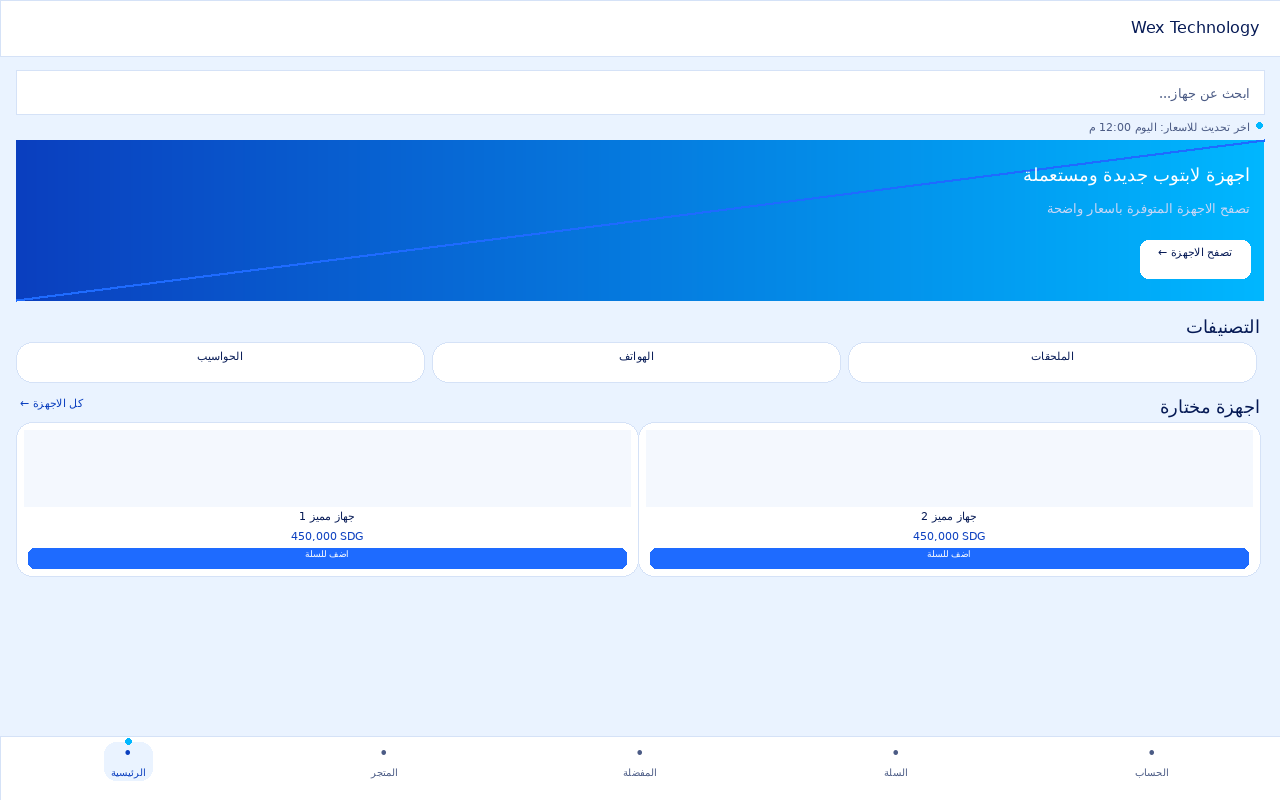 Wex Technology
ابحث عن جهاز...
اخر تحديث للاسعار: اليوم 12:00 م
اجهزة لابتوب جديدة ومستعملة
تصفح الاجهزة المتوفرة باسعار واضحة
تصفح الاجهزة ←
التصنيفات
الملحقات
الهواتف
الحواسيب
اجهزة مختارة
كل الاجهزة ←
جهاز مميز 2
450,000 SDG
اضف للسلة
جهاز مميز 1
450,000 SDG
اضف للسلة
الحساب
السلة
المفضلة
المتجر
الرئيسية